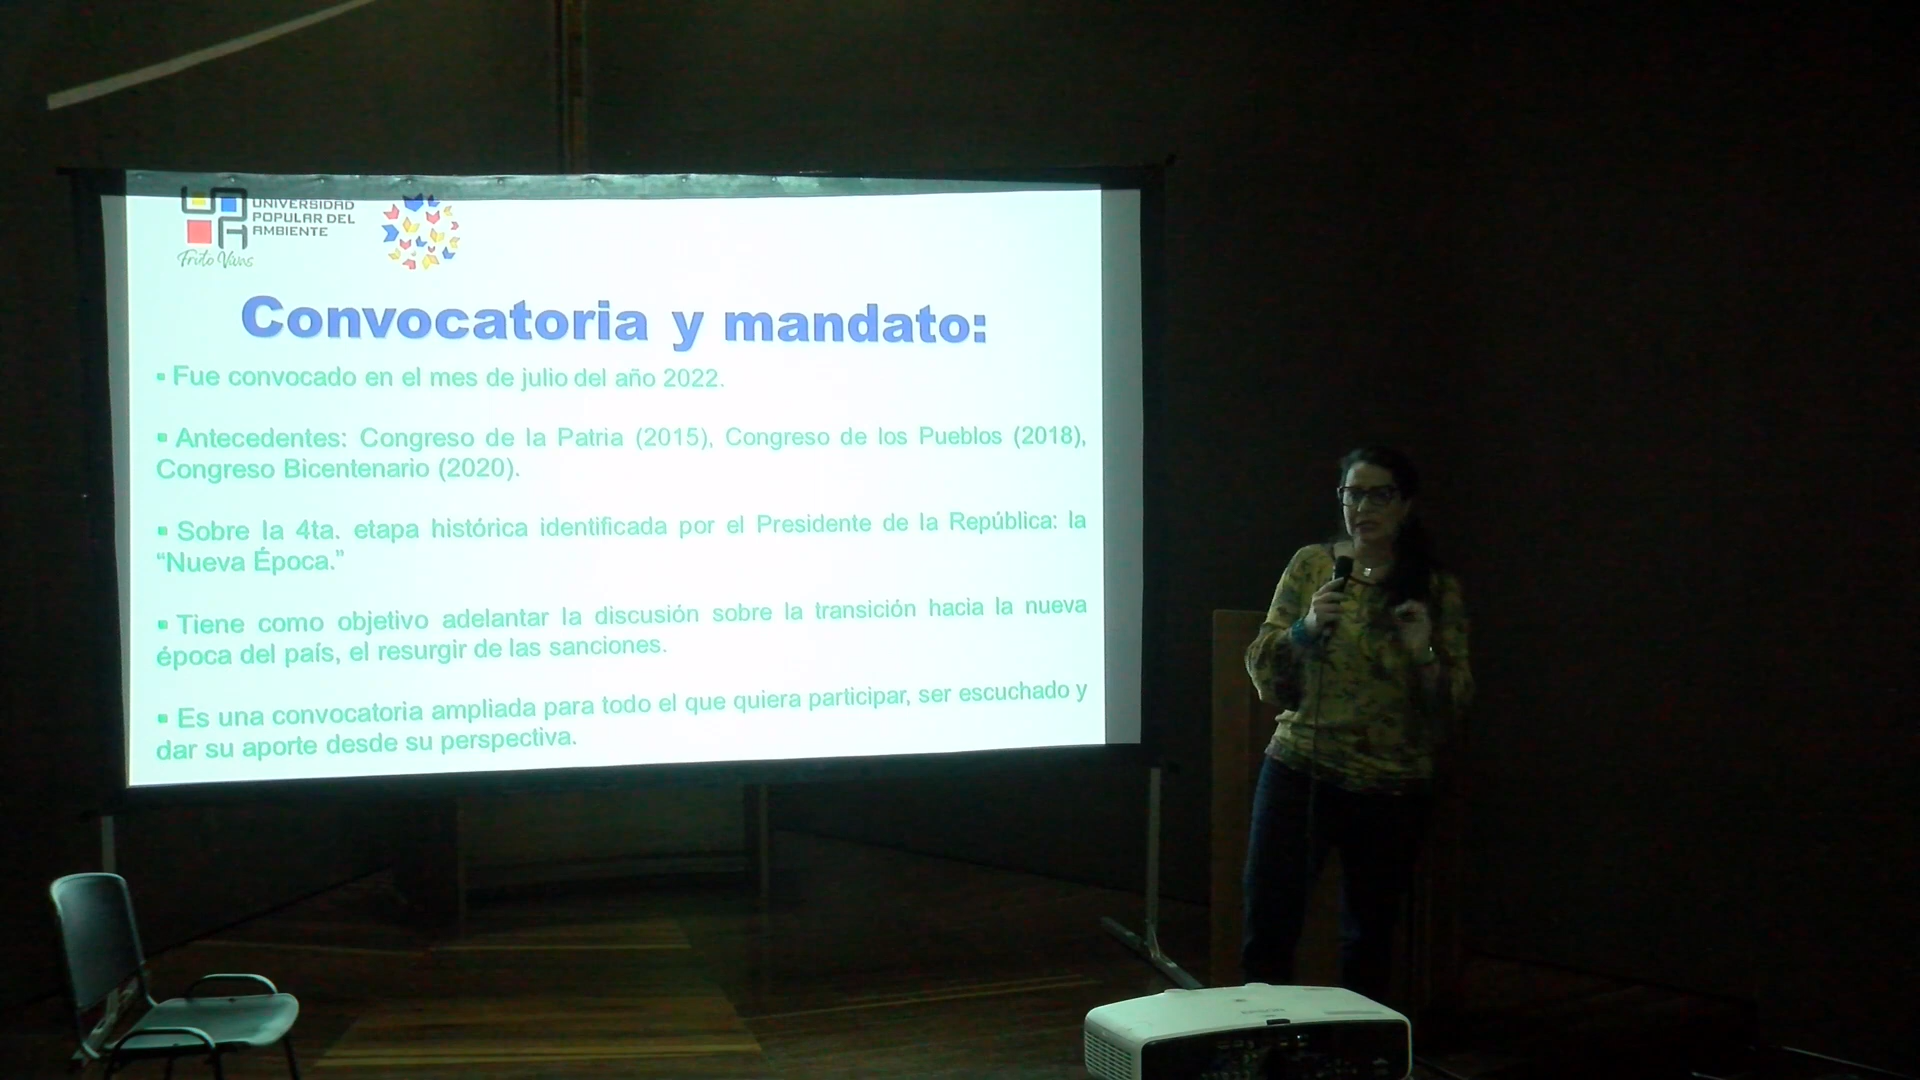 UNIVERSIDAD
POPULAR DEL
AMBIENTE
Fruto Vivas
Convocatoria y mandato:
▪ Fue convocado en el mes de julio del año 2022.
▪ Antecedentes: Congreso de la Patria (2015), Congreso de los Pueblos (2018),
Congreso Bicentenario (2020).
▪ Sobre la 4ta. etapa histórica identificada por el Presidente de la República: la
“Nueva Época.”
▪ Tiene como objetivo adelantar la discusión sobre la transición hacia la nueva
época del país, el resurgir de las sanciones.
▪ Es una convocatoria ampliada para todo el que quiera participar, ser escuchado y
dar su aporte desde su perspectiva.